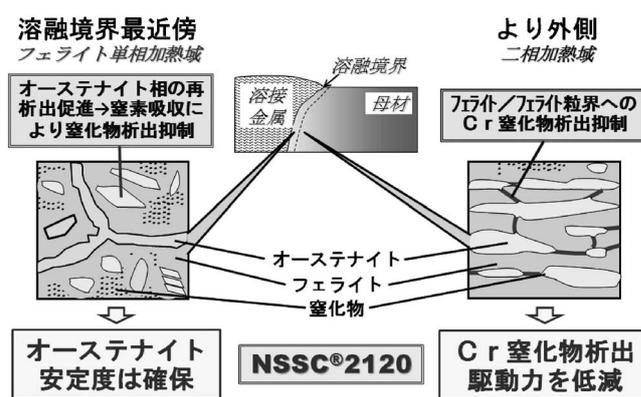 溶融境界最近傍
フェライト単相加熱域
オーステナイト相の再
析出促進→窒素吸収に
より窒化物析出抑制
溶融境界
溶接
金属
母材
より外側
二相加熱域
ﾌｪﾗｲﾄ／ﾌｪﾗｲﾄ粒界への
Ｃｒ窒化物析出抑制
オーステナイト
フェライト
窒化物
オーステナイト
安定度は確保
NSSC®2120
Ｃｒ窒化物析出
駆動力を低減